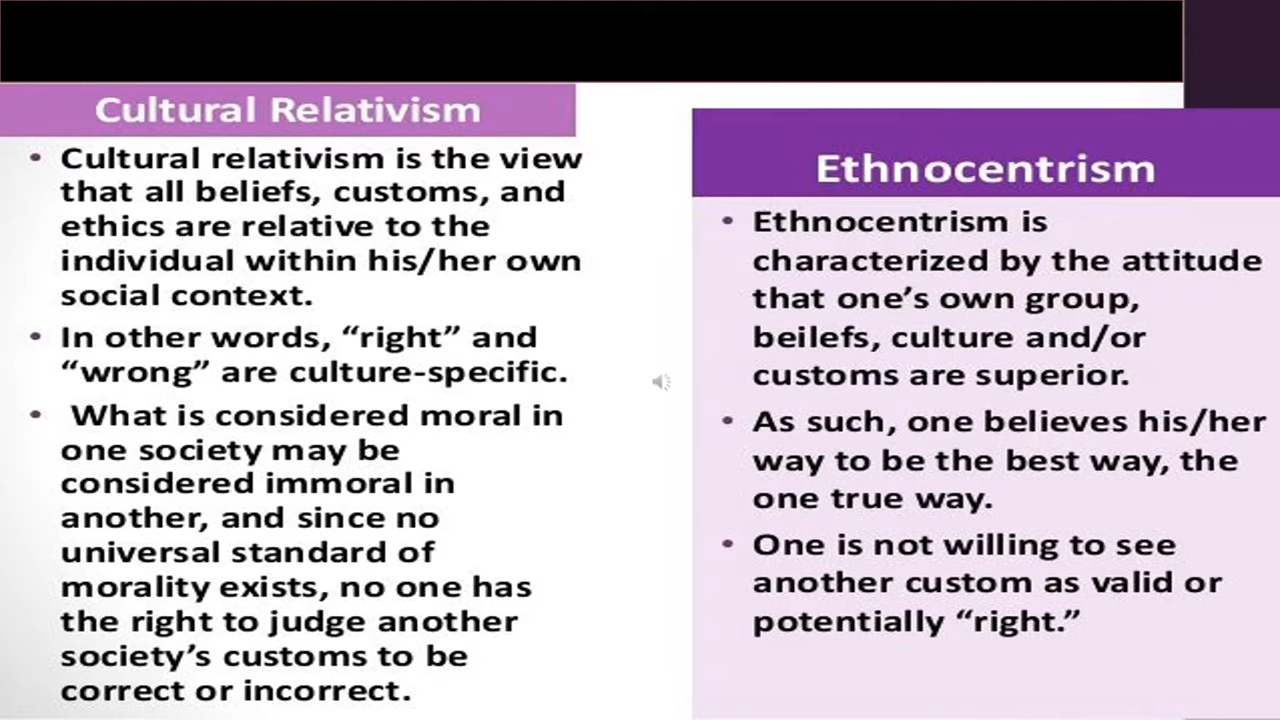 Cultural Relativism
• Cultural relativism is the view
that all beliefs, customs, and
ethics are relative to the
individual within his/her own
social context.
• In other words, “right” and
“wrong” are culture-specific.
• What is considered moral in
one society may be
considered immoral in
another, and since no
universal standard of
morality exists, no one has
the right to judge another
society’s customs to be
correct or incorrect.
Ethnocentrism
• Ethnocentrism is
characterized by the attitude
that one’s own group,
beilefs, culture and/or
customs are superior.
• As such, one believes his/her
way to be the best way, the
one true way.
• One is not willing to see
another custom as valid or
potentially “right.”